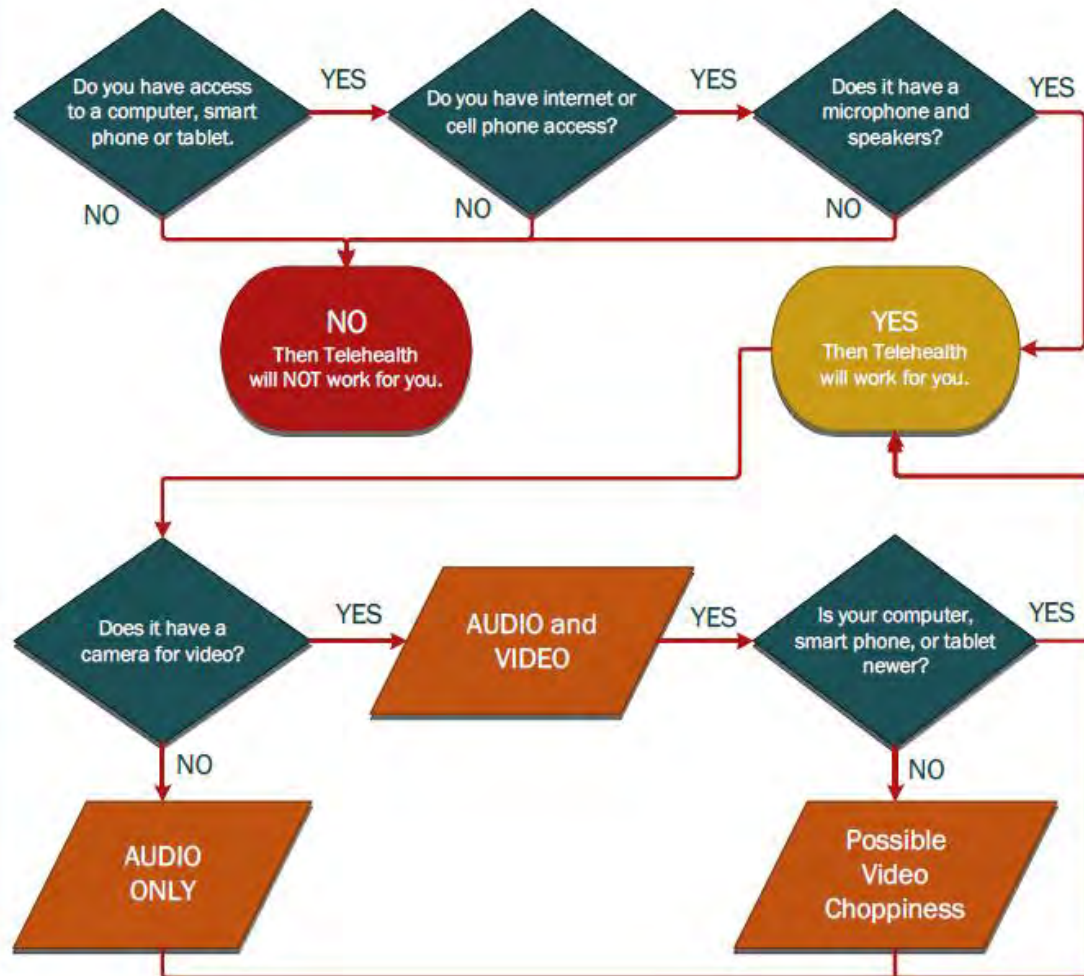 Do you have access
to a computer, smart
phone or tablet.
YES
Do you have internet or
cell phone access?
YES
Does it have a
microphone and
speakers?
YES
NO
NO
NO
NO
Then Telehealth
will NOT work for you.
YES
Then Telehealth
will work for you.
Does it have a
camera for video?
YES
AUDIO and
VIDEO
YES
Is your computer,
smart phone, or tablet
newer?
YES
NO
NO
AUDIO
ONLY
Possible
Video
Choppiness